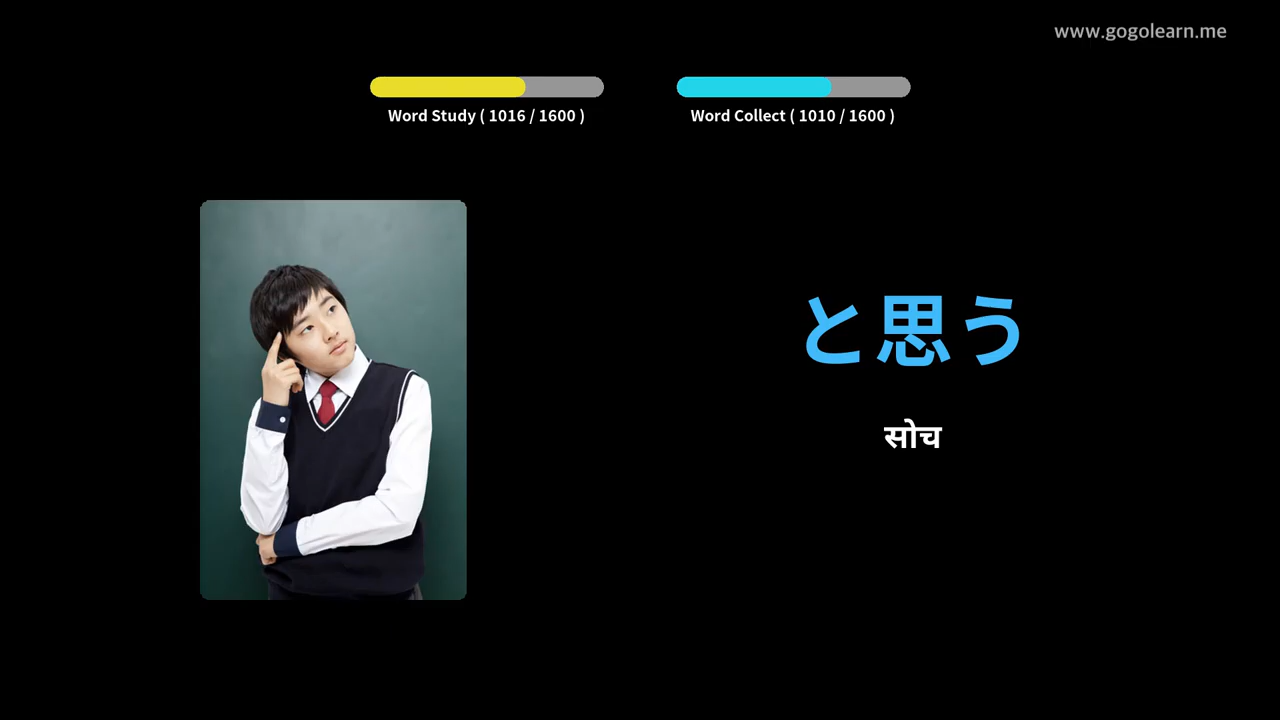 www.gogolearn.me
Word Study ( 1016 / 1600 )
Word Collect ( 1010 / 1600 )
と思う
सोच